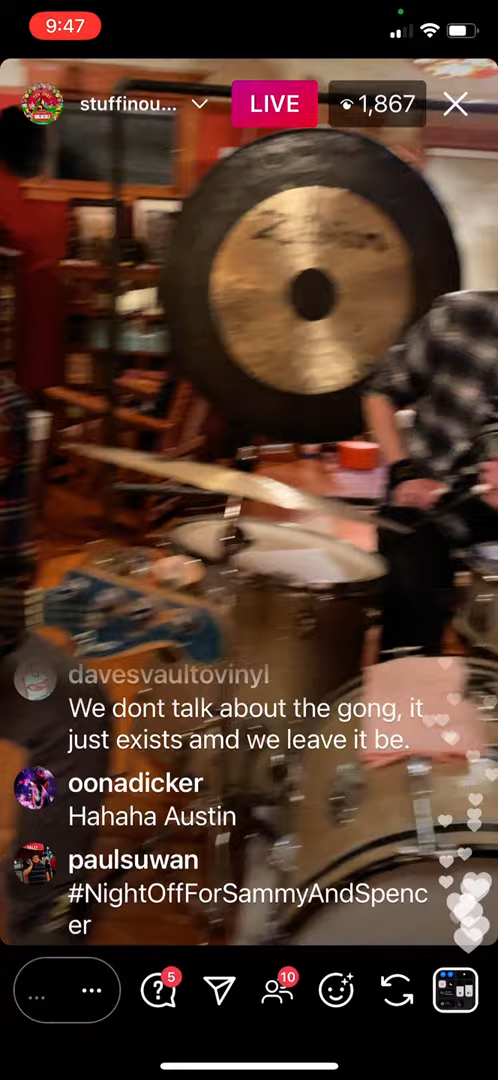 9:47
stuffinou...
LIVE
1,867
davesvaultovinyl
We dont talk about the gong, it
just exists amd we leave it be.
oonadicker
Hahaha Austin
paulsuwan
#NightOffForSammyAndSpenc
er
5
10